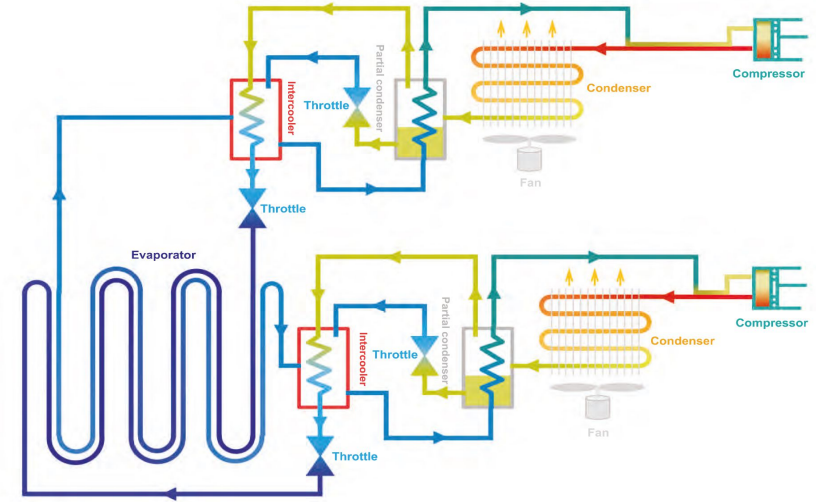 Compressor
Condenser
Partial condenser
Intercooler
Throttle
Fan
Throttle
Evaporator
Compressor
Condenser
Partial condenser
Intercooler
Throttle
Fan
Throttle